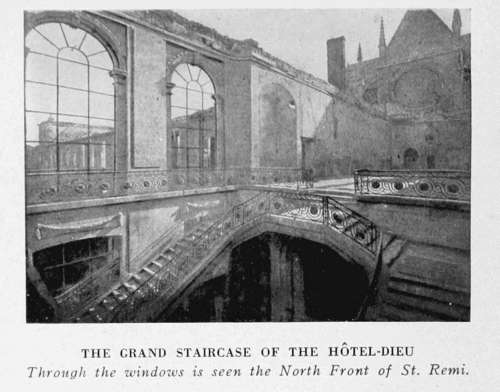 THE GRAND STAIRCASE OF THE HÔTEL-DIEU
Through the windows is seen the North Front of St. Remi.